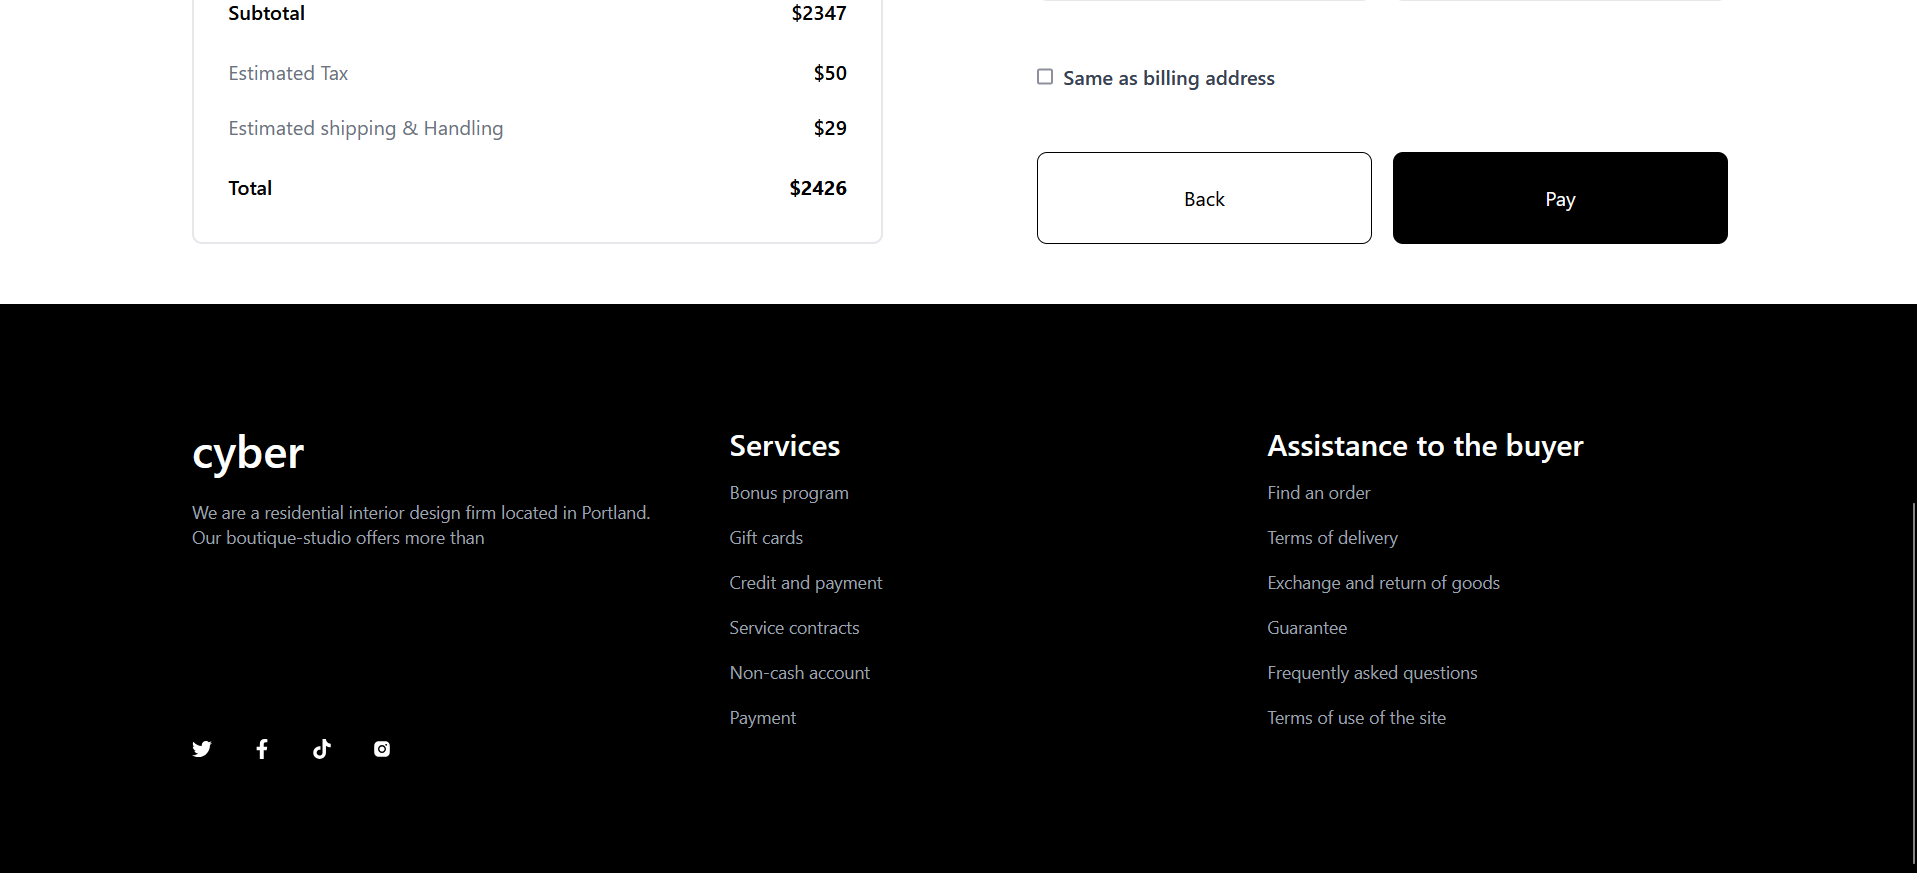 Subtotal $2347
Estimated Tax $50
Estimated shipping & Handling $29
Total $2426
Same as billing address
Back
Pay
cyber
We are a residential interior design firm located in Portland.
Our boutique-studio offers more than
Services
Bonus program
Gift cards
Credit and payment
Service contracts
Non-cash account
Payment
Assistance to the buyer
Find an order
Terms of delivery
Exchange and return of goods
Guarantee
Frequently asked questions
Terms of use of the site